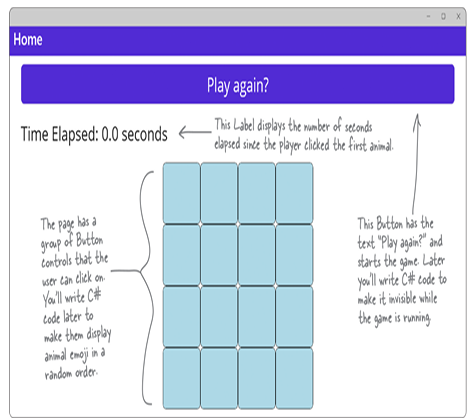 Home
Play again?
Time Elapsed: 0.0 seconds
This Label displays the number of seconds
elapsed since the player clicked the first animal.
The page has a
group of Button
controls that the
user can click on.
You'll write C#
code later to
make them display
animal emoji in a
random order.
This Button has the
text "Play again?" and
starts the game. Later
you'll write C# code to
make it invisible while
the game is running.